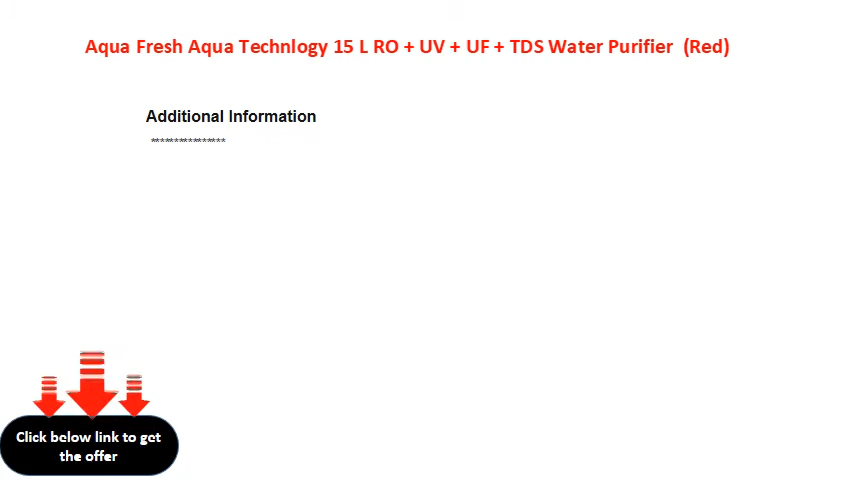 Aqua Fresh Aqua Technlogy 15 L RO + UV + UF + TDS Water Purifier (Red)
Additional Information
****************
Click below link to get
the offer